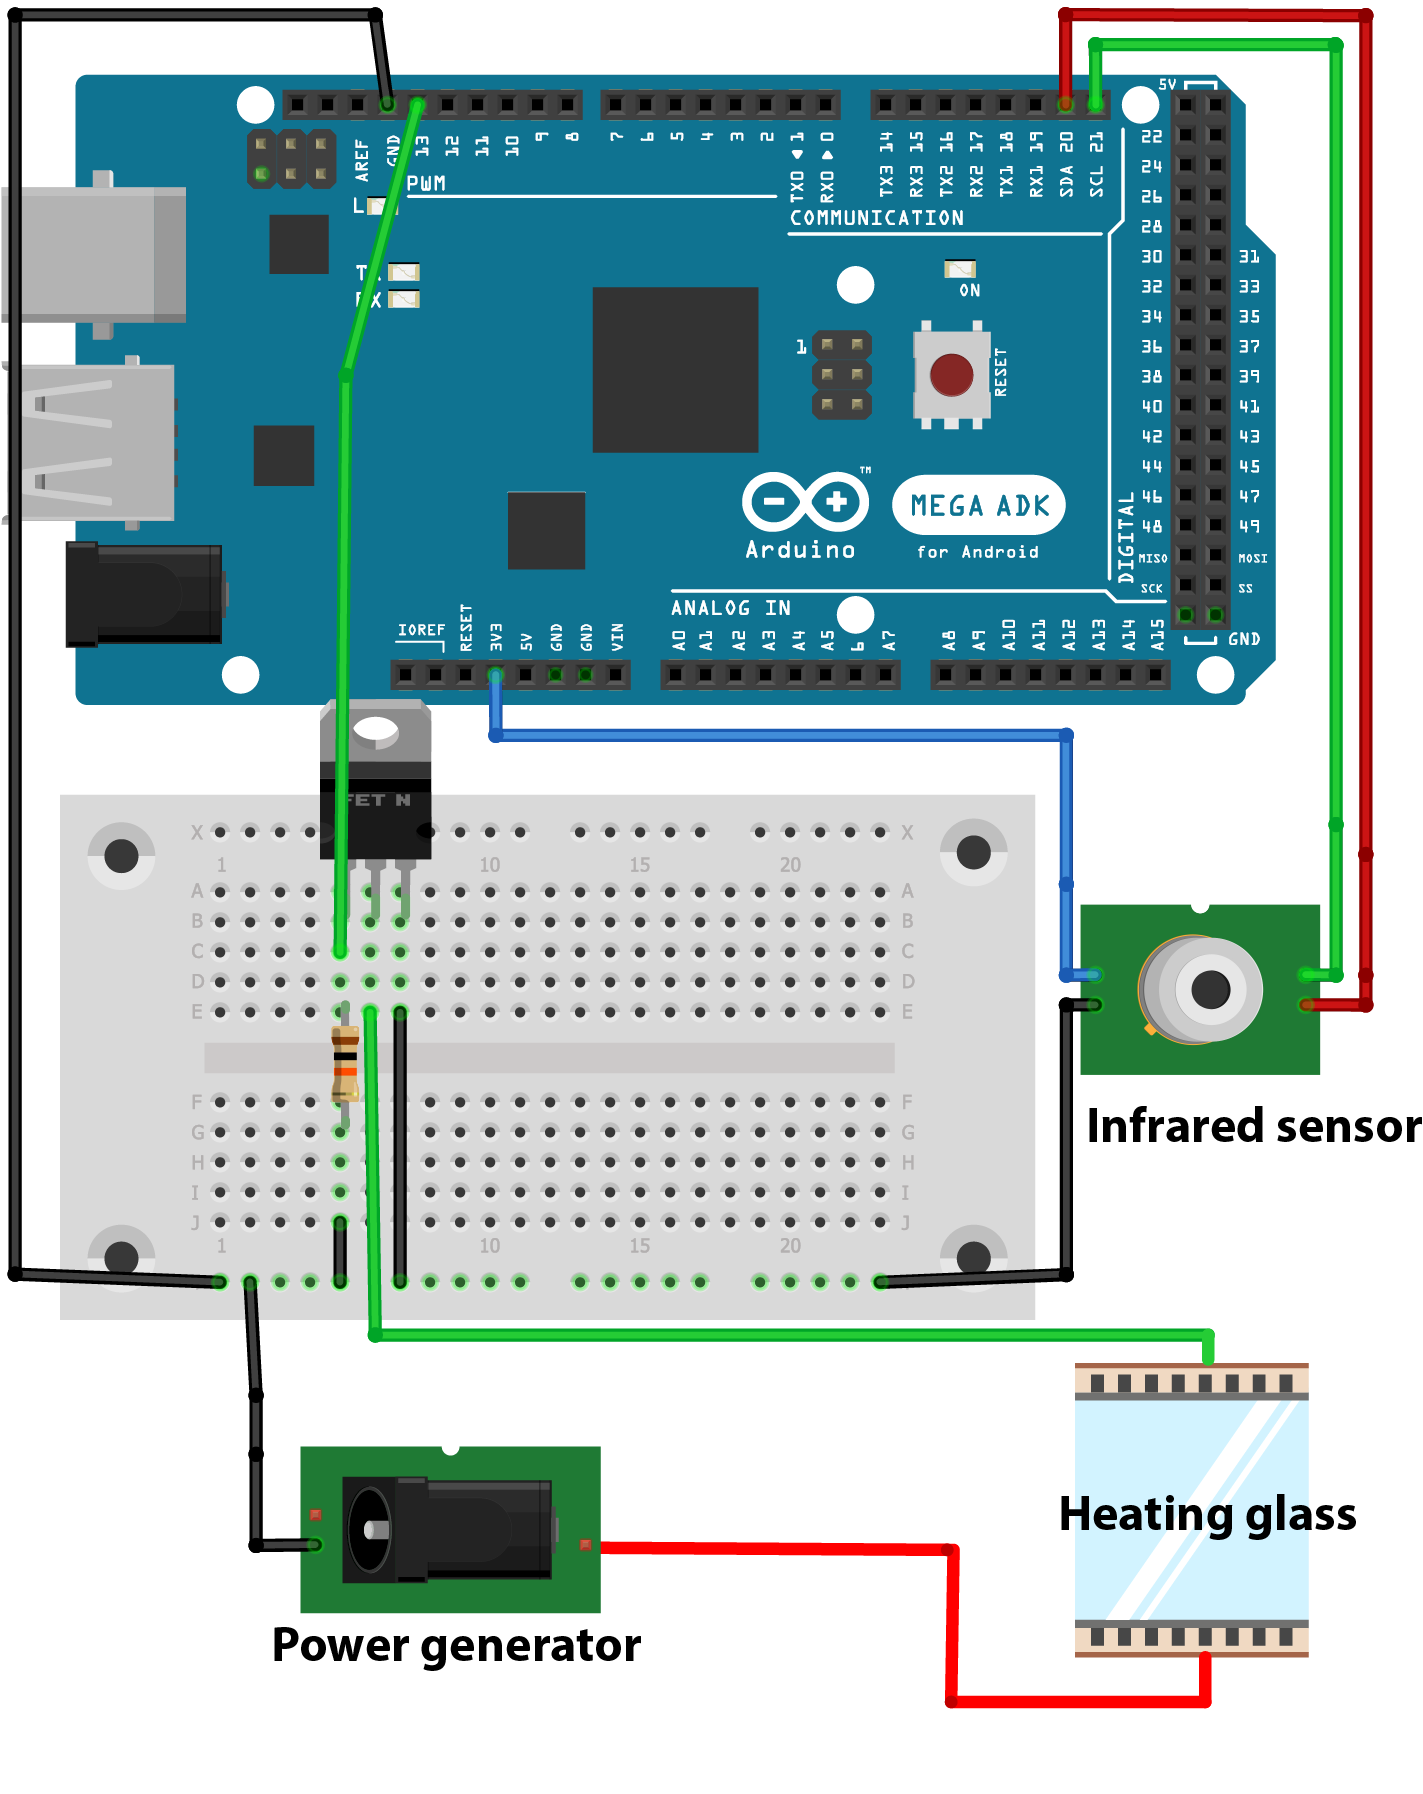 5V
AREF GND 13 12 11 10 9 8 7 6 5 4 3 2 TX0 1 RX0 0 TX3 14 RX3 15 TX2 16 RX2 17 TX1 18 RX1 19 SDA 20 SCL 21
PWM
COMMUNICATION
L
TX
RX
ON
1
RESET
22
24
26
28
30 31
32 33
34 35
36 37
38 39
40 41
42 43
44 45
46 47
48 49
MISO MOSI
SCK SS
GND
DIGITAL
TM
Arduino
MEGA ADK
for Android
ANALOG IN
IOREF RESET 3V3 5V GND GND VIN
A0 A1 A2 A3 A4 A5 6 A7 A8 A9 A10 A11 A12 A13 A14 A15
FET N
X X
1 10 15 20
A A
B B
C C
D D
E E
F F
G G
H H
I I
J J
1 10 15 20
Infrared sensor
Heating glass
Power generator